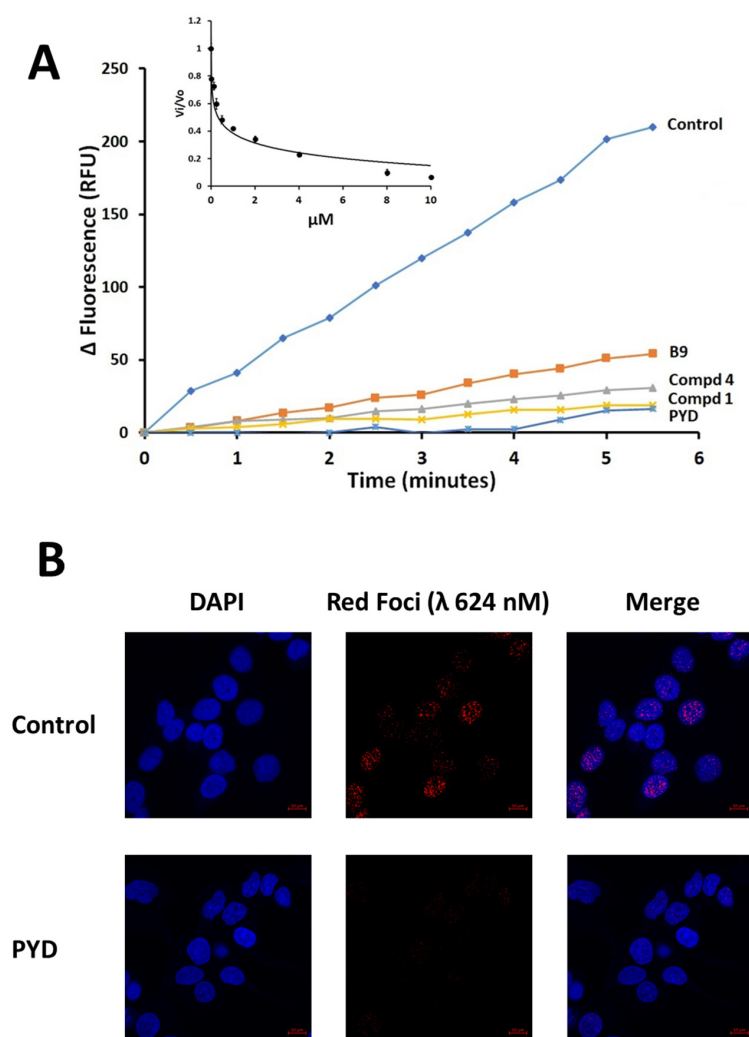 A
250
200
150
100
50
0
Δ Fluorescence (RFU)
0 1 2 3 4 5 6
Time (minutes)
Control
B9
Compd 4
Compd 1
PYD
1.2
1
0.8
0.6
0.4
0.2
0
Vi/Vo
0 2 4 6 8 10
μM
B
DAPI Red Foci (λ 624 nM) Merge
Control
PYD